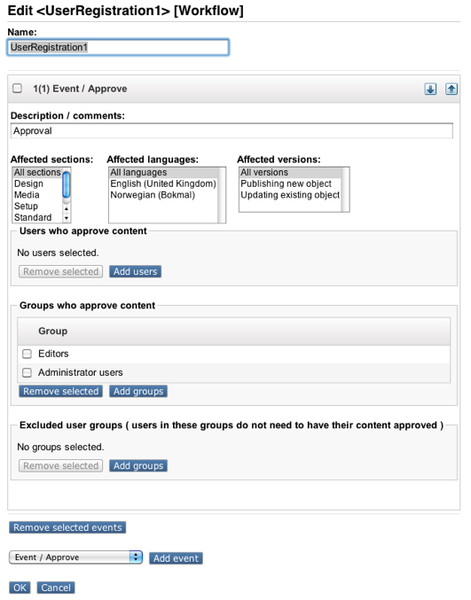 Edit <UserRegistration1> [Workflow]
Name:
UserRegistration1
1(1) Event / Approve
Description / comments:
Approval
Affected sections: Affected languages: Affected versions:
All sections All languages All versions
Design English (United Kingdom) Publishing new object
Media Norwegian (Bokmal) Updating existing object
Setup
Standard
Users who approve content
No users selected.
Remove selected Add users
Groups who approve content
Group
Editors
Administrator users
Remove selected Add groups
Excluded user groups ( users in these groups do not need to have their content approved )
No groups selected.
Remove selected Add groups
Remove selected events
Event / Approve Add event
OK Cancel